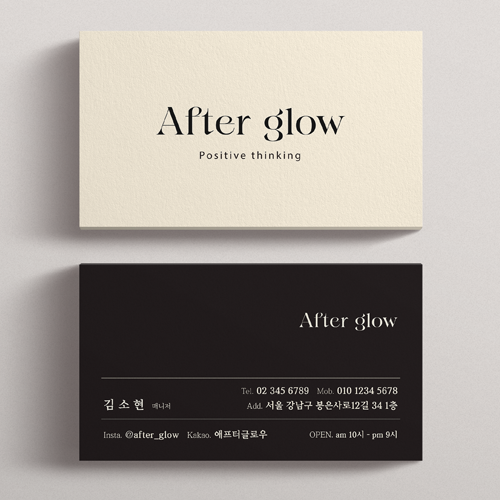 After glow
Positive thinking
After glow
Tel. 02 345 6789 Mob. 010 1234 5678
김소현 매니저 Add. 서울 강남구 봉은사로12길 34 1층
Insta. @after_glow Kakao. 애프터글로우 OPEN. am 10시 - pm 9시